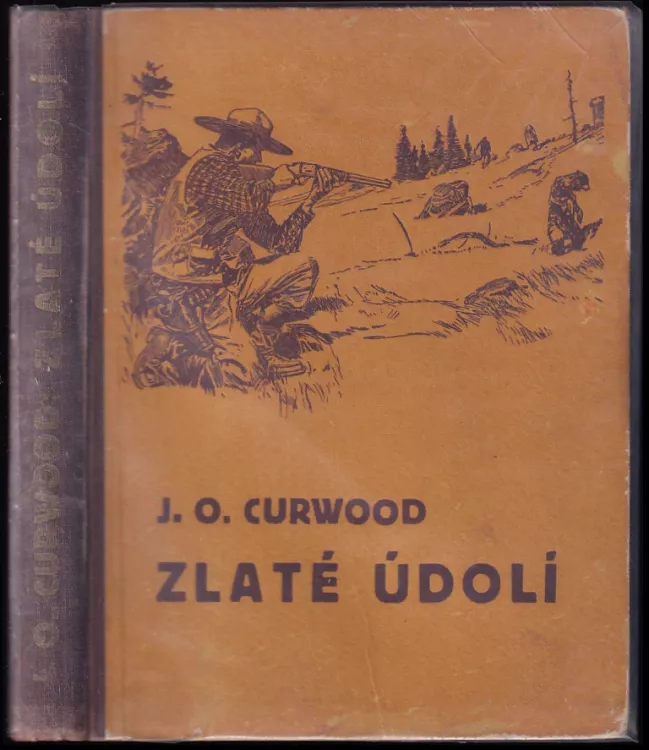 J. O. CURWOOD: ZLATÉ ÚDOLÍ
J. O. CURWOOD
ZLATÉ ÚDOLÍ